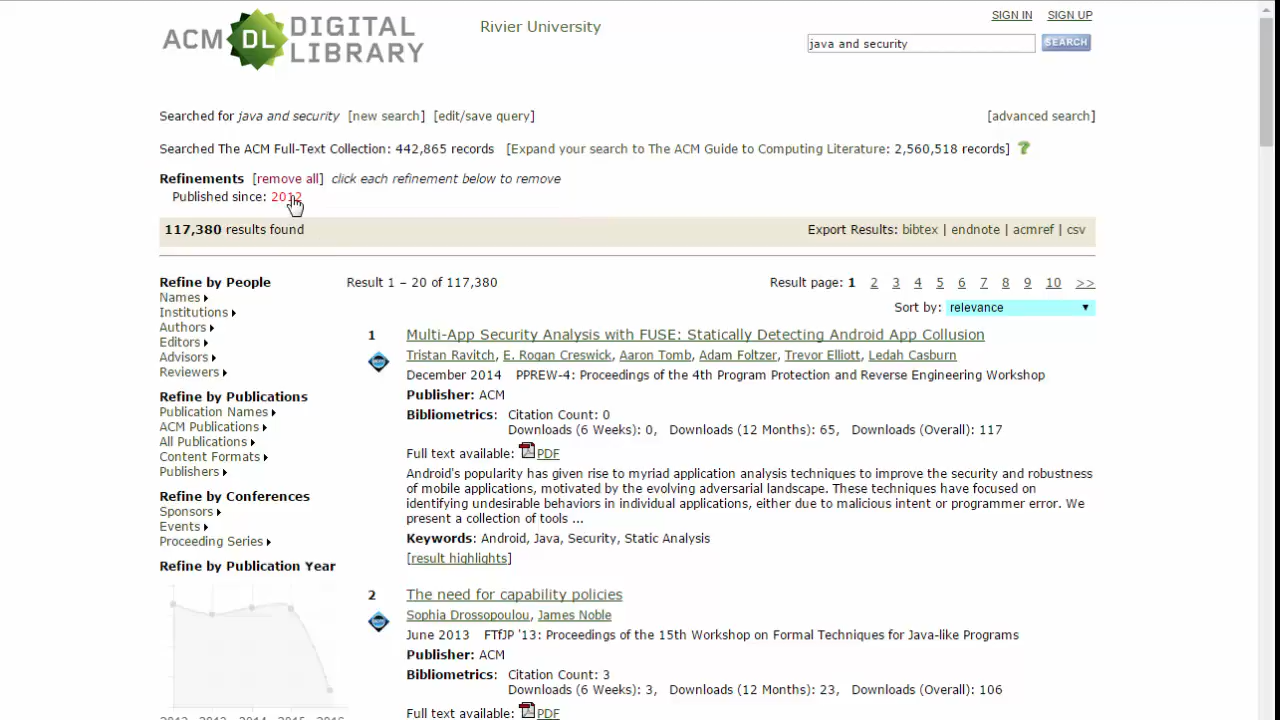 ACM DL DIGITAL LIBRARY
Rivier University
SIGN IN SIGN UP
java and security SEARCH
Searched for java and security [new search] [edit/save query] [advanced search]
Searched The ACM Full-Text Collection: 442,865 records [Expand your search to The ACM Guide to Computing Literature: 2,560,518 records] ?
Refinements [remove all] click each refinement below to remove
Published since: 2012
117,380 results found Export Results: bibtex | endnote | acmref | csv
Refine by People
Names
Institutions
Authors
Editors
Advisors
Reviewers
Refine by Publications
Publication Names
ACM Publications
All Publications
Content Formats
Publishers
Refine by Conferences
Sponsors
Events
Proceeding Series
Refine by Publication Year
2012 2013 2014 2015 2016
Result 1 – 20 of 117,380 Result page: 1 2 3 4 5 6 7 8 9 10 >>
Sort by: relevance
1 Multi-App Security Analysis with FUSE: Statically Detecting Android App Collusion
Tristan Ravitch, E. Rogan Creswick, Aaron Tomb, Adam Foltzer, Trevor Elliott, Ledah Casburn
December 2014 PPREW-4: Proceedings of the 4th Program Protection and Reverse Engineering Workshop
Publisher: ACM
Bibliometrics: Citation Count: 0
Downloads (6 Weeks): 0, Downloads (12 Months): 65, Downloads (Overall): 117
Full text available: PDF
Android's popularity has given rise to myriad application analysis techniques to improve the security and robustness
of mobile applications, motivated by the evolving adversarial landscape. These techniques have focused on
identifying undesirable behaviors in individual applications, either due to malicious intent or programmer error. We
present a collection of tools ...
Keywords: Android, Java, Security, Static Analysis
[result highlights]
2 The need for capability policies
Sophia Drossopoulou, James Noble
June 2013 FTfJP '13: Proceedings of the 15th Workshop on Formal Techniques for Java-like Programs
Publisher: ACM
Bibliometrics: Citation Count: 3
Downloads (6 Weeks): 3, Downloads (12 Months): 23, Downloads (Overall): 106
Full text available: PDF